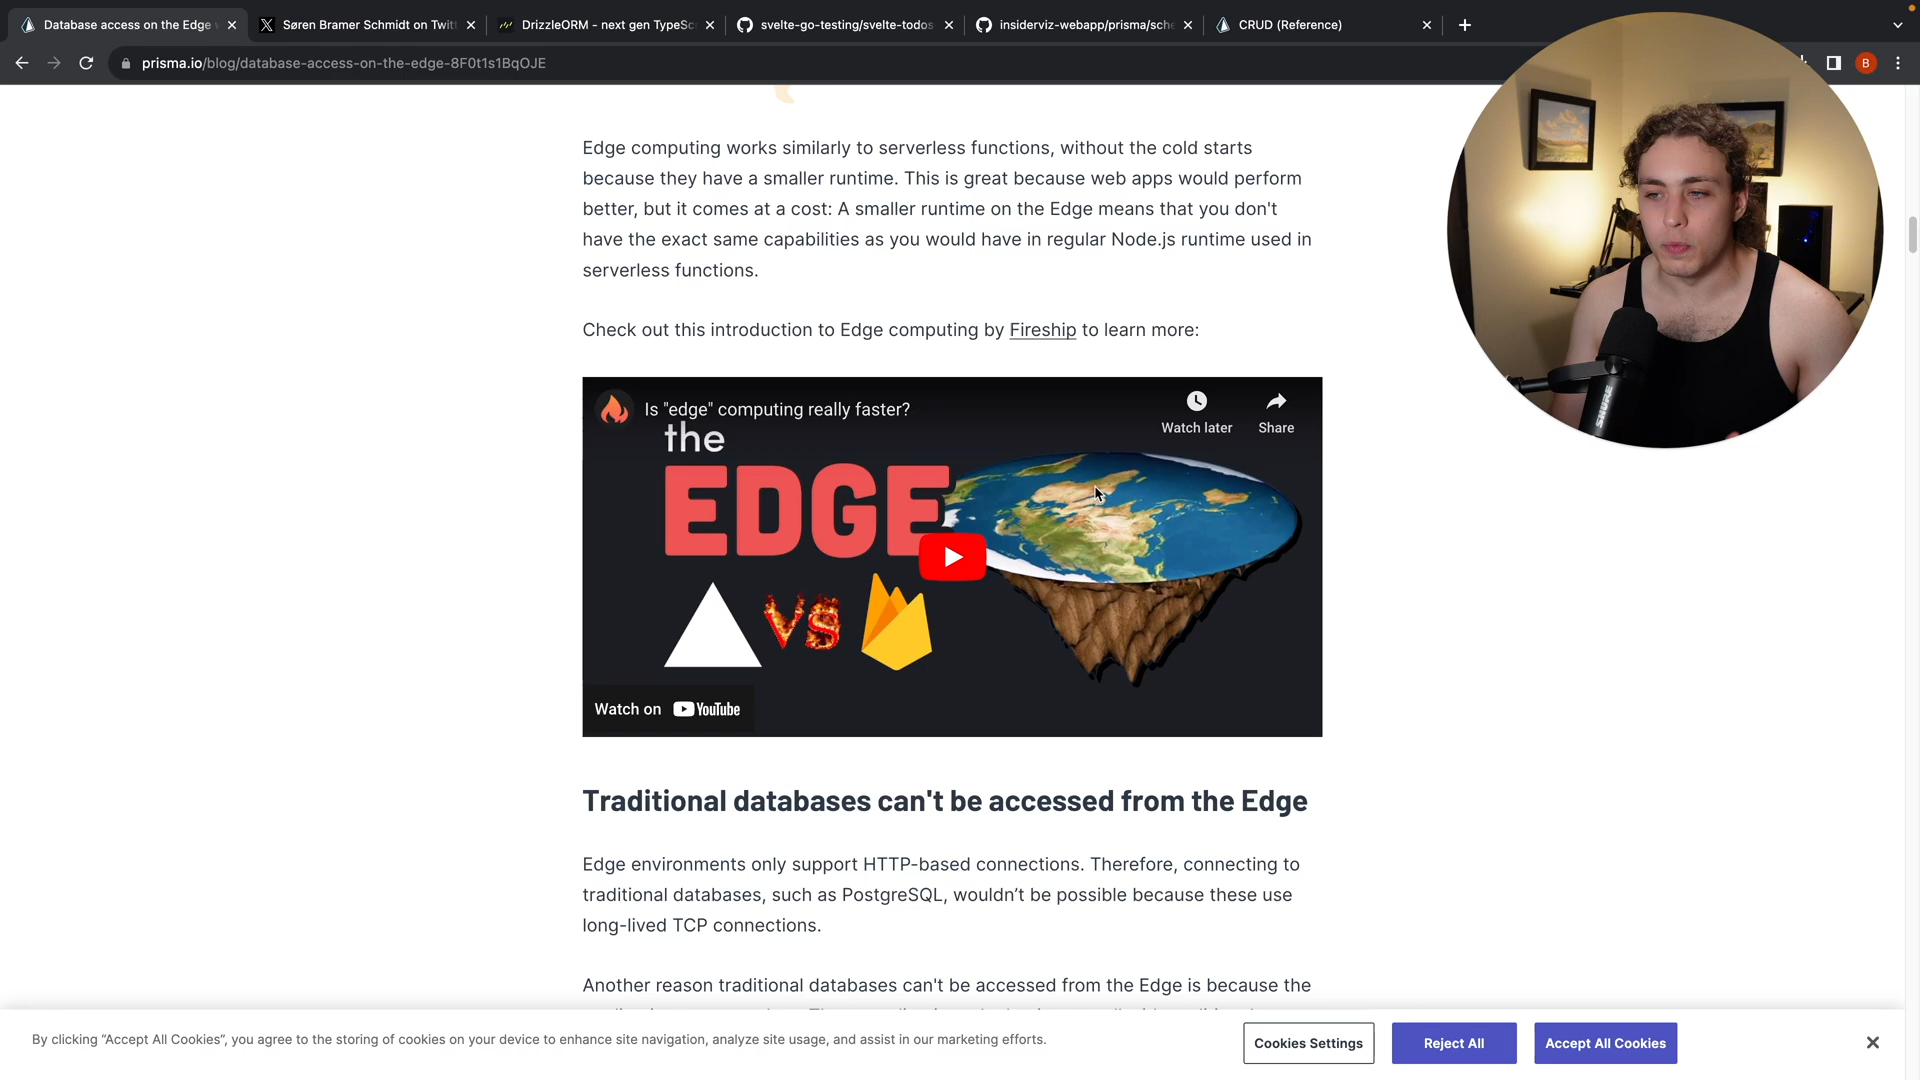 Database access on the Edge
Søren Bramer Schmidt on Twitt
DrizzleORM - next gen TypeSc
svelte-go-testing/svelte-todos
insiderviz-webapp/prisma/sche
CRUD (Reference)
prisma.io/blog/database-access-on-the-edge-8F0t1s1BqOJE
B
Edge computing works similarly to serverless functions, without the cold starts
because they have a smaller runtime. This is great because web apps would perform
better, but it comes at a cost: A smaller runtime on the Edge means that you don't
have the exact same capabilities as you would have in regular Node.js runtime used in
serverless functions.
Check out this introduction to Edge computing by Fireship to learn more:
Is "edge" computing really faster?
Watch later
Share
the
EDGE
VS
Watch on YouTube
SHURE
Traditional databases can't be accessed from the Edge
Edge environments only support HTTP-based connections. Therefore, connecting to
traditional databases, such as PostgreSQL, wouldn’t be possible because these use
long-lived TCP connections.
Another reason traditional databases can't be accessed from the Edge is because the
By clicking “Accept All Cookies”, you agree to the storing of cookies on your device to enhance site navigation, analyze site usage, and assist in our marketing efforts.
Cookies Settings
Reject All
Accept All Cookies